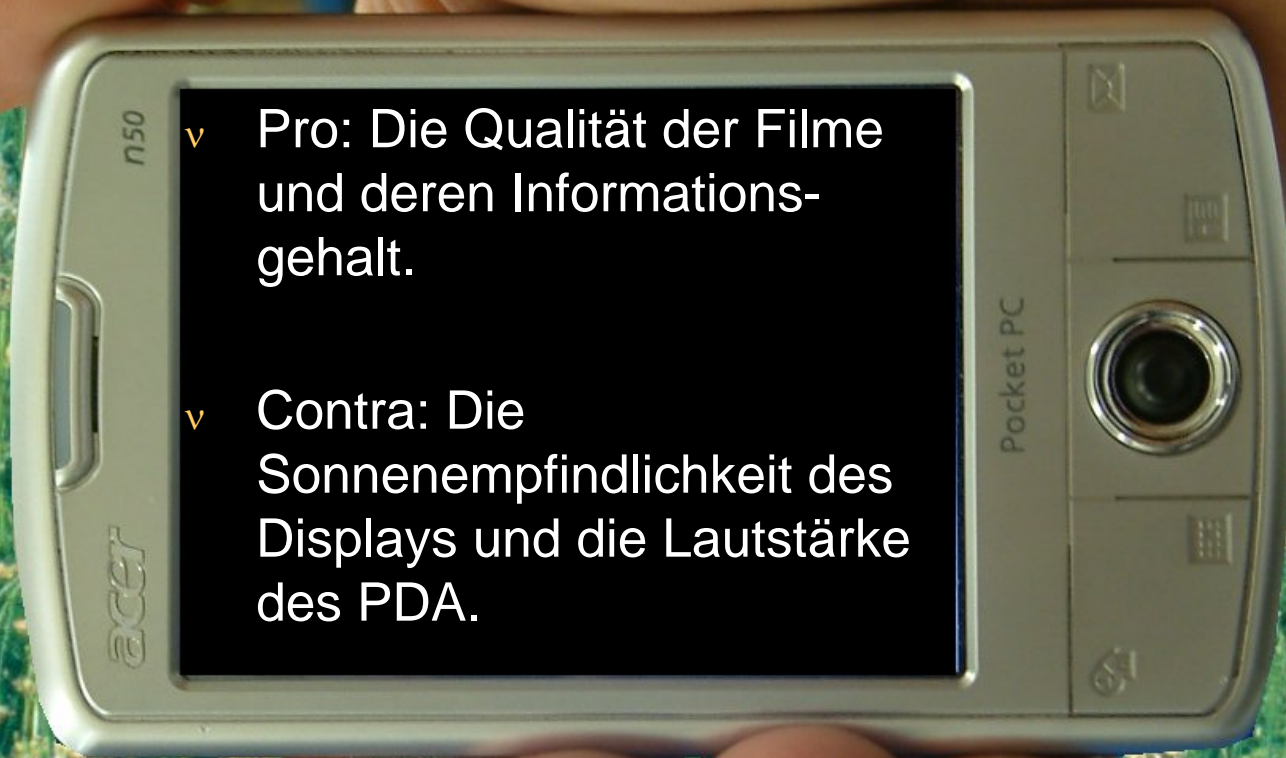 n50
acer
ν Pro: Die Qualität der Filme
und deren Informations-
gehalt.
ν Contra: Die
Sonnenempfindlichkeit des
Displays und die Lautstärke
des PDA.
Pocket PC